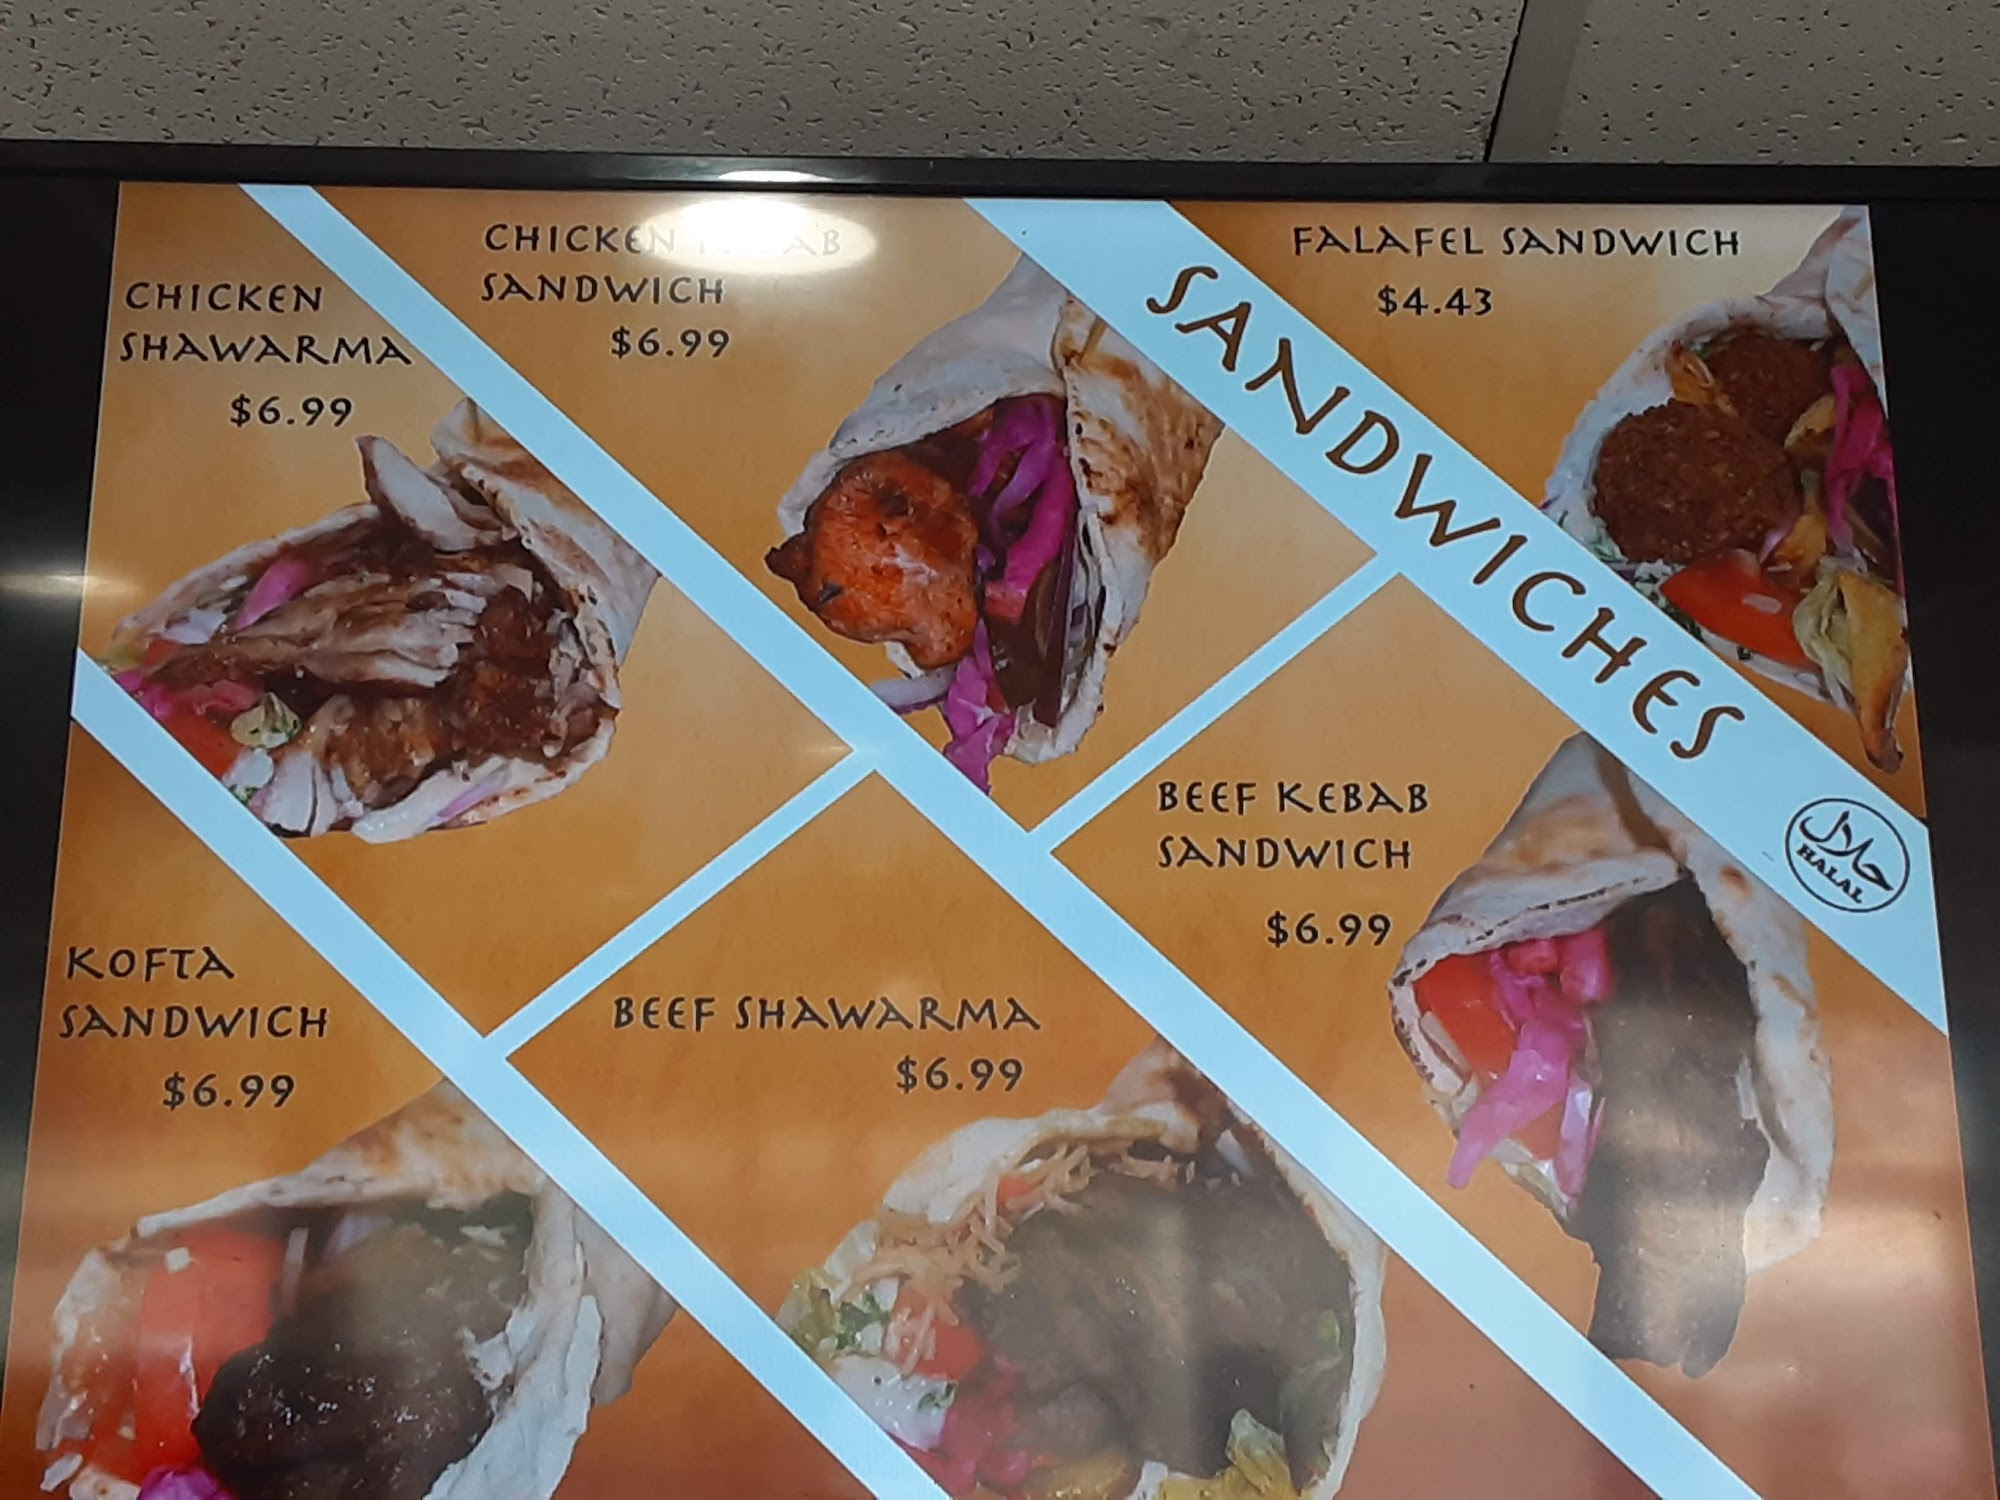 CHICKEN
SHAWARMA
$6.99
CHICKEN KEBAB
SANDWICH
$6.99
SANDWICHES
FALAFEL SANDWICH
$4.43
BEEF KEBAB
SANDWICH
$6.99
حلال
HALAL
KOFTA
SANDWICH
$6.99
BEEF SHAWARMA
$6.99